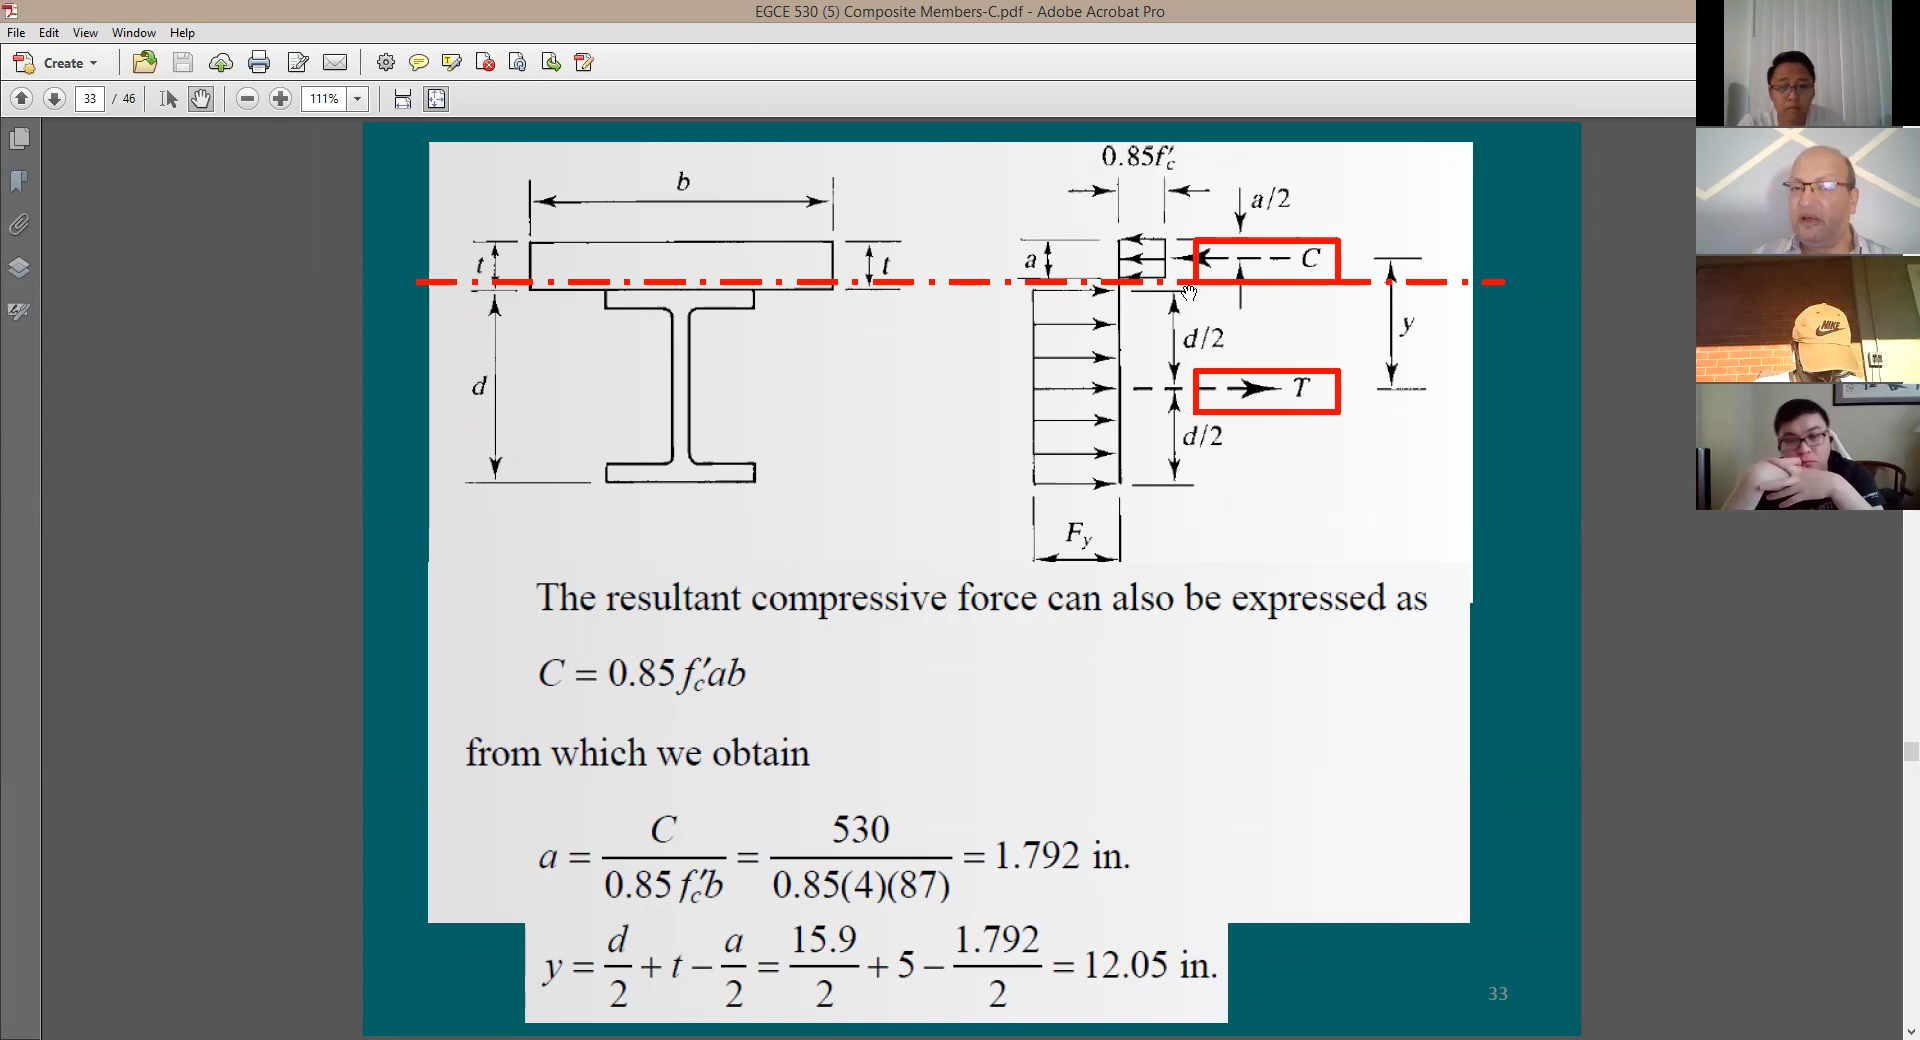 EGCE 530 (5) Composite Members-C.pdf - Adobe Acrobat Pro
File Edit View Window Help
Create
33 / 46 111%
0.85f′c
b
a/2
t
t
a
C
y
d/2
d
T
d/2
Fy
The resultant compressive force can also be expressed as
C = 0.85 f′c ab
from which we obtain
a = C / 0.85 f′c b = 530 / 0.85(4)(87) = 1.792 in.
y = d/2 + t − a/2 = 15.9/2 + 5 − 1.792/2 = 12.05 in.
33
NIKE